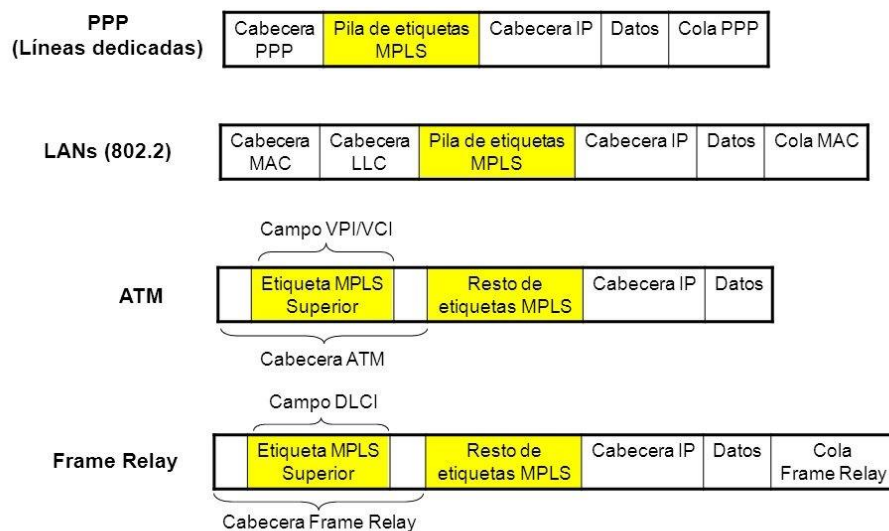 PPP
(Líneas dedicadas)
Cabecera
PPP
Pila de etiquetas
MPLS
Cabecera IP
Datos
Cola PPP
LANs (802.2)
Cabecera
MAC
Cabecera
LLC
Pila de etiquetas
MPLS
Cabecera IP
Datos
Cola MAC
Campo VPI/VCI
ATM
Etiqueta MPLS
Superior
Resto de
etiquetas MPLS
Cabecera IP
Datos
Cabecera ATM
Campo DLCI
Frame Relay
Etiqueta MPLS
Superior
Resto de
etiquetas MPLS
Cabecera IP
Datos
Cola
Frame Relay
Cabecera Frame Relay